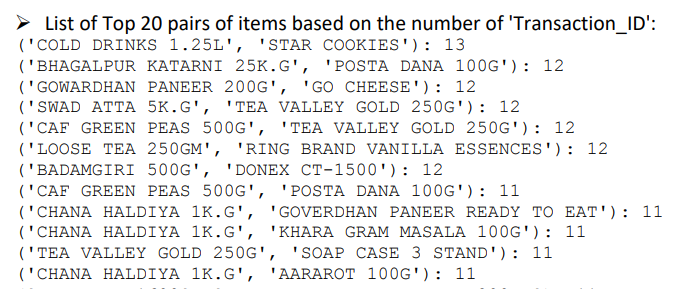 ➢ List of Top 20 pairs of items based on the number of 'Transaction_ID':
('COLD DRINKS 1.25L', 'STAR COOKIES'): 13
('BHAGALPUR KATARNI 25K.G', 'POSTA DANA 100G'): 12
('GOWARDHAN PANEER 200G', 'GO CHEESE'): 12
('SWAD ATTA 5K.G', 'TEA VALLEY GOLD 250G'): 12
('CAF GREEN PEAS 500G', 'TEA VALLEY GOLD 250G'): 12
('LOOSE TEA 250GM', 'RING BRAND VANILLA ESSENCES'): 12
('BADAMGIRI 500G', 'DONEX CT-1500'): 12
('CAF GREEN PEAS 500G', 'POSTA DANA 100G'): 11
('CHANA HALDIYA 1K.G', 'GOVERDHAN PANEER READY TO EAT'): 11
('CHANA HALDIYA 1K.G', 'KHARA GRAM MASALA 100G'): 11
('TEA VALLEY GOLD 250G', 'SOAP CASE 3 STAND'): 11
('CHANA HALDIYA 1K.G', 'AARAROT 100G'): 11